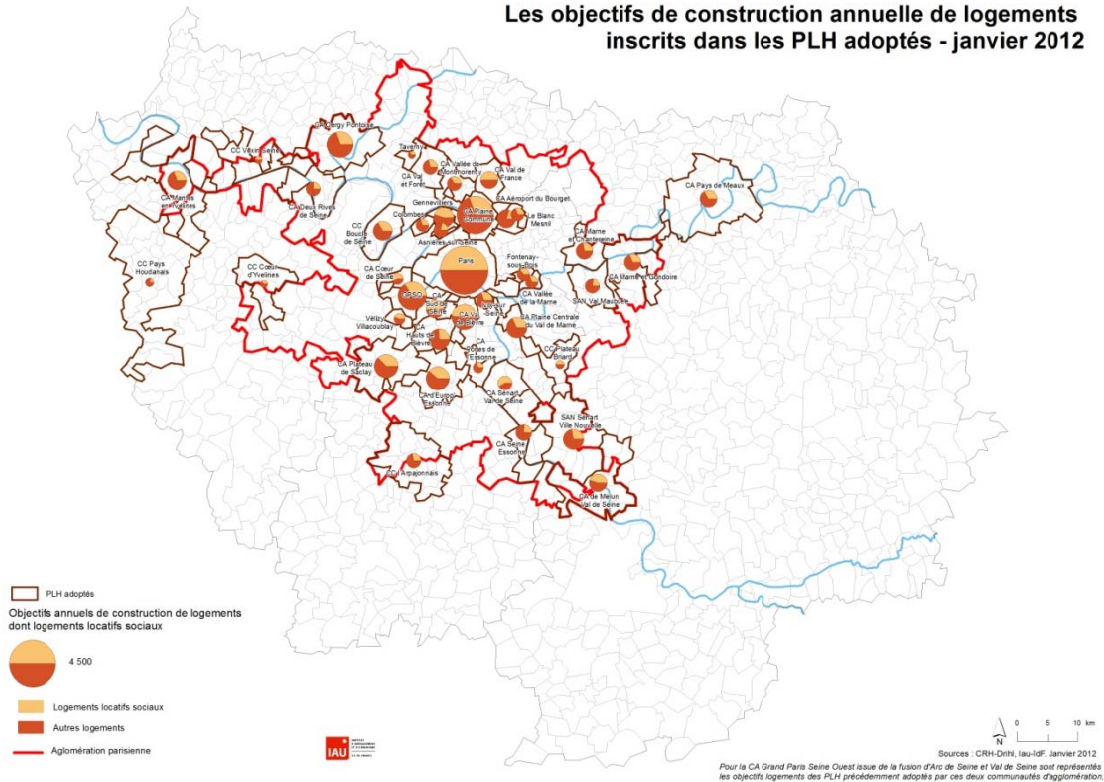 Les objectifs de construction annuelle de logements
inscrits dans les PLH adoptés - janvier 2012
CA Cergy Pontoise
CC Vexin Seine
Taverny
CA Vallée de
Montmorency
CA Val
et Forêt
CA Val de
France
CA Pays de Meaux
CA Mantes
en Yvelines
CA Deux Rives
de Seine
Colombes
Gennevilliers
CA Plaine
Commune
CA Aéroport du Bourget
Le Blanc
Mesnil
CC
Boucle
de Seine
Asnières-sur-Seine
CA Marne
et Chantereine
Paris
Fontenay-
sous-Bois
CC Pays
Houdanais
CC Cœur
d'Yvelines
CA Cœur
de Seine
CA Marne et Gondoire
GPSO
CA
Sud de
Seine
CA Vallée
de la Marne
SAN Val Maubuée
Vélizy
Villacoublay
CA Val
de Bièvre
CA Plaine Centrale
du Val de Marne
CA
Hauts de
Bièvre
CC Plateau
Briard
CA Plateau
de Saclay
CA d'Europ'
Essonne
CA Sénart
Val de Seine
SAN Sénart
Ville Nouvelle
CA Seine
Essonne
CC l'Arpajonnais
CA de Melun
Val de Seine
PLH adoptés
Objectifs annuels de construction de logements
dont logements locatifs sociaux
4 500
Logements locatifs sociaux
Autres logements
Aglomération parisienne
IAU
N
0 5 10 km
Sources : CRH-Drihl, Iau-IdF. Janvier 2012
Pour la CA Grand Paris Seine Ouest issue de la fusion d'Arc de Seine et Val de Seine sont représentés
les objectifs logements des PLH précédemment adoptés par ces deux communautés d'agglomération.